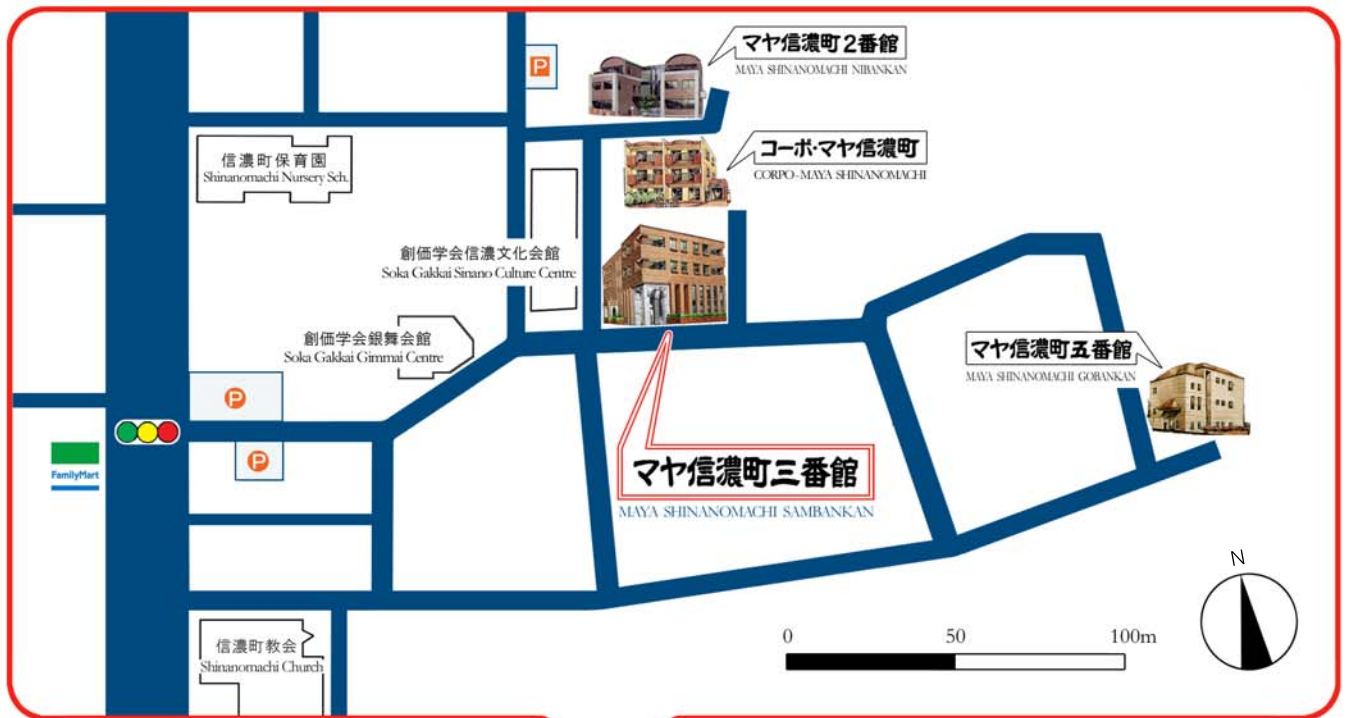 P
マヤ信濃町2番館
MAYA SHINANOMACHI NIBANKAN
コーポ・マヤ信濃町
CORPO-MAYA SHINANOMACHI
信濃町保育園
Shinanomachi Nursery Sch.
創価学会信濃文化会館
Soka Gakkai Sinano Culture Centre
創価学会銀舞会館
Soka Gakkai Gimmai Centre
マヤ信濃町五番館
MAYA SHINANOMACHI GOBANKAN
P
P
FamilyMart
マヤ信濃町三番館
MAYA SHINANOMACHI SAMBANKAN
信濃町教会
Shinanomachi Church
N
0 50 100m